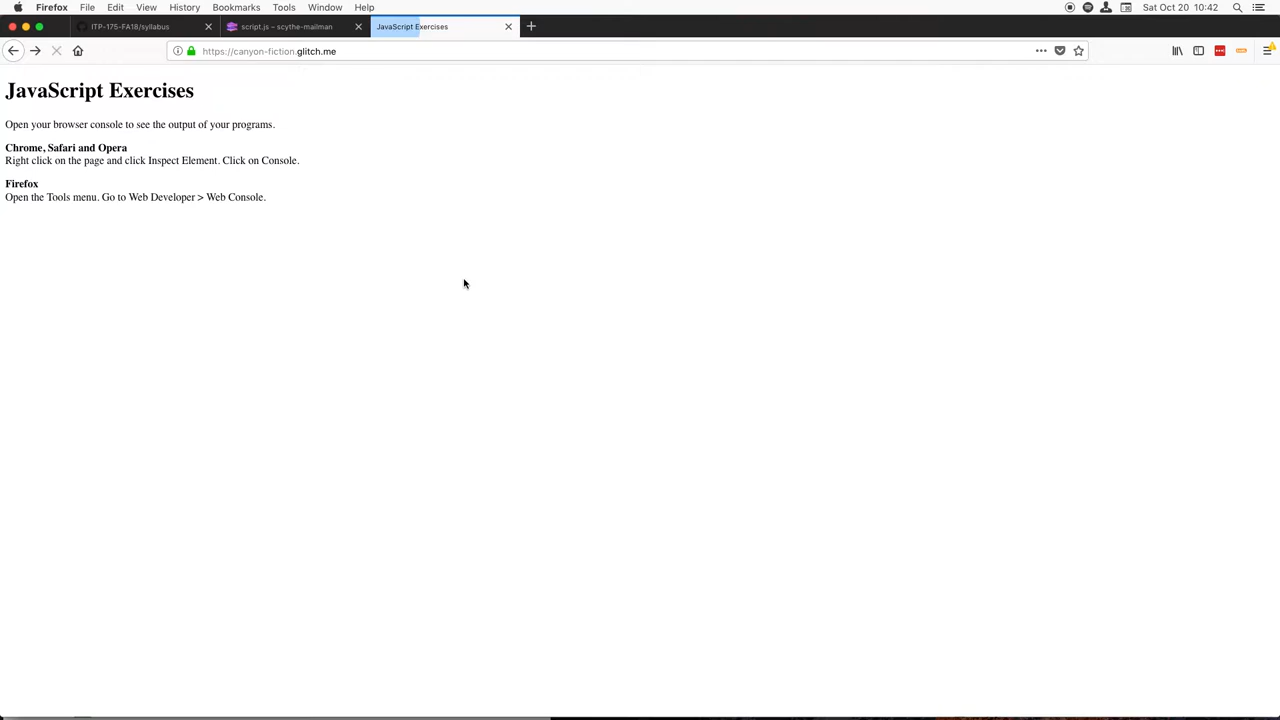 Firefox File Edit View History Bookmarks Tools Window Help Sat Oct 20 10:42
ITP-175-FA18/syllabus script.js – scythe-mailman JavaScript Exercises
https://canyon-fiction.glitch.me
JavaScript Exercises
Open your browser console to see the output of your programs.
Chrome, Safari and Opera
Right click on the page and click Inspect Element. Click on Console.
Firefox
Open the Tools menu. Go to Web Developer > Web Console.